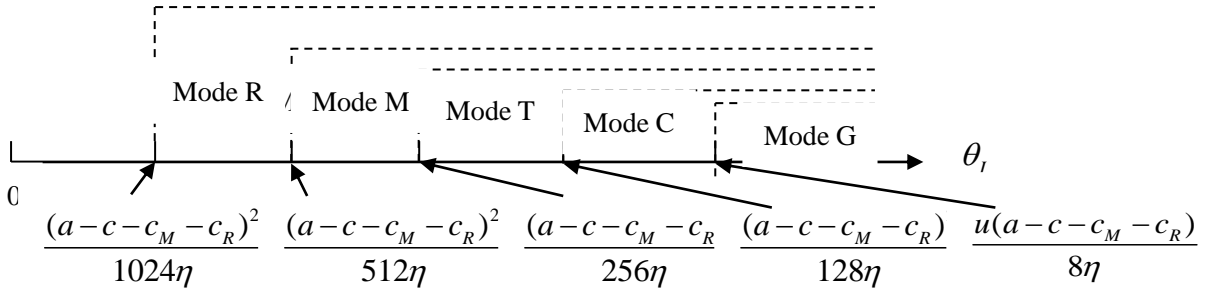 Mode R Mode M Mode T Mode C Mode G
θ_I
0
(a − c − c_M − c_R)² / 1024η (a − c − c_M − c_R)² / 512η (a − c − c_M − c_R / 256η (a − c − c_M − c_R) / 128η u(a − c − c_M − c_R) / 8η